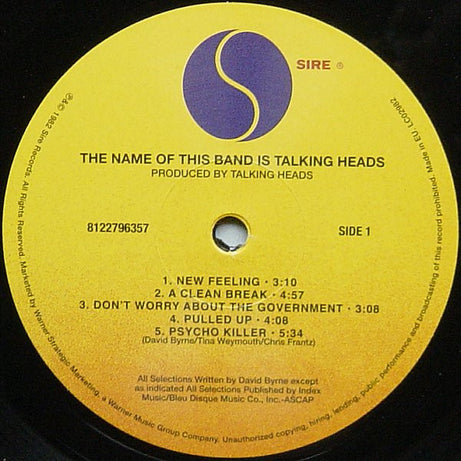 SIRE ®
THE NAME OF THIS BAND IS TALKING HEADS
PRODUCED BY TALKING HEADS
8122796357
SIDE 1
1. NEW FEELING · 3:10
2. A CLEAN BREAK · 4:57
3. DON'T WORRY ABOUT THE GOVERNMENT · 3:08
4. PULLED UP · 4:08
5. PSYCHO KILLER · 5:34
(David Byrne/Tina Weymouth/Chris Frantz)
All Selections Written by David Byrne except
as indicated All Selections Published by Index
Music/Bleu Disque Music Co., Inc.-ASCAP
℗&© 1982 Sire Records. All Rights Reserved. Marketed by Warner Strategic Marketing, a Warner Music Group Company. Unauthorized copying, hiring, lending, public performance and broadcasting of this record prohibited. Made in EU. LC02982